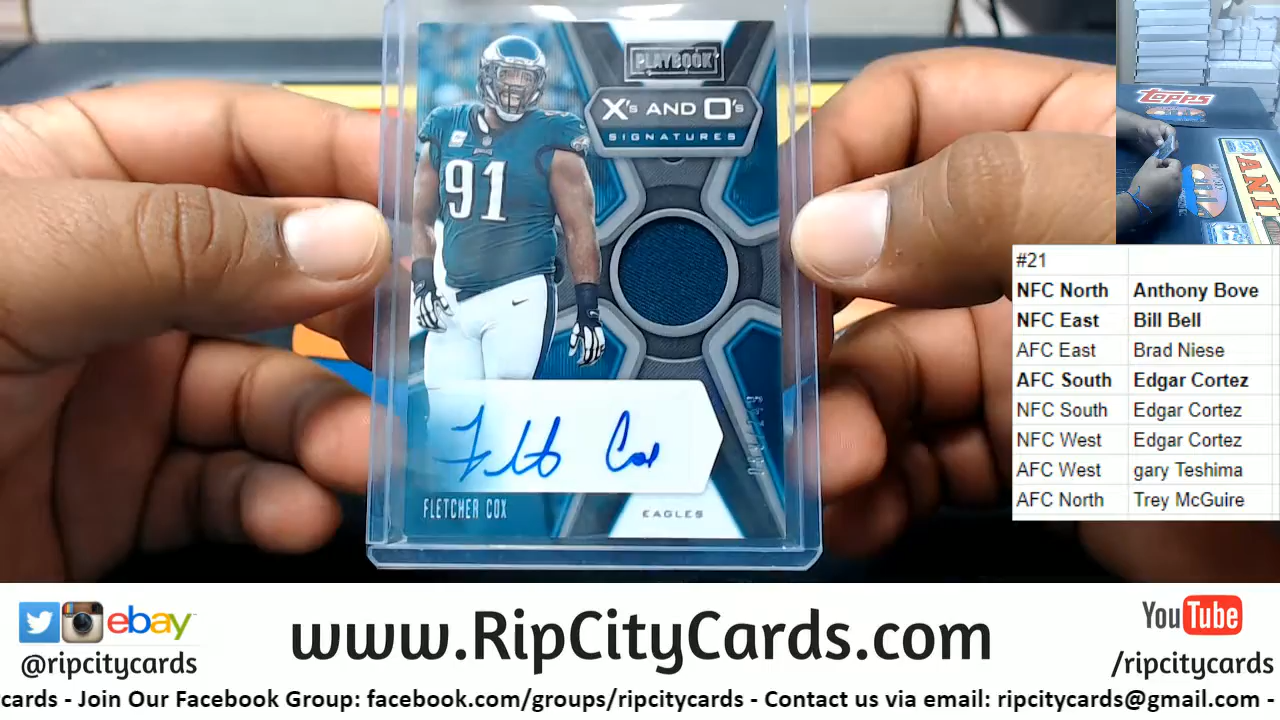 PLAYBOOK
X's AND O's
SIGNATURES
91
Fletcher Cox
FLETCHER COX
EAGLES
TOPPS
#21
NFC North Anthony Bove
NFC East Bill Bell
AFC East Brad Niese
AFC South Edgar Cortez
NFC South Edgar Cortez
NFC West Edgar Cortez
AFC West gary Teshima
AFC North Trey McGuire
ebay
@ripcitycards
www.RipCityCards.com
YouTube
/ripcitycards
cards - Join Our Facebook Group: facebook.com/groups/ripcitycards - Contact us via email: ripcitycards@gmail.com -